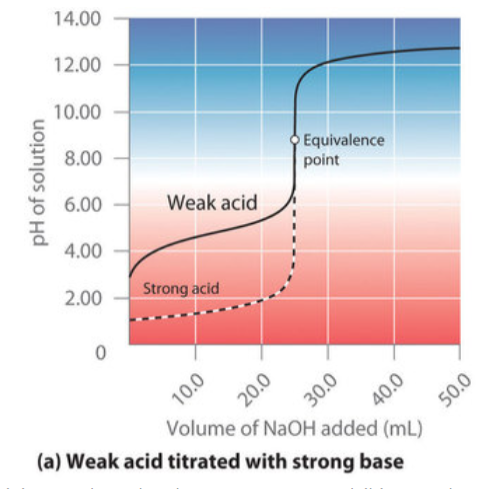 14.00
12.00
10.00
8.00
6.00
4.00
2.00
0
pH of solution
Equivalence
point
Weak acid
Strong acid
10.0
20.0
30.0
40.0
50.0
Volume of NaOH added (mL)
(a) Weak acid titrated with strong base